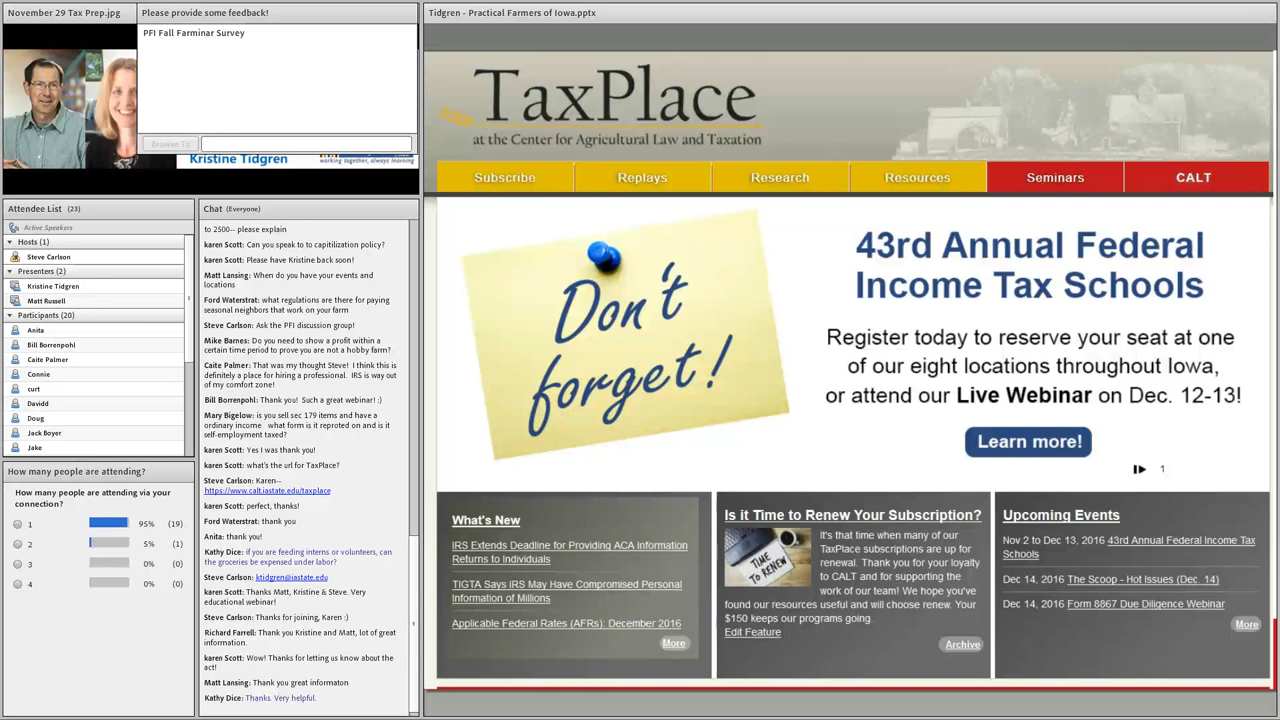 November 29 Tax Prep.jpg
Please provide some feedback!
PFI Fall Farminar Survey
Browse To
Kristine Tidgren
working together, always learning
Attendee List (23)
Active Speakers
Hosts (1)
Steve Carlson
Presenters (2)
Kristine Tidgren
Matt Russell
Participants (20)
Anita
Bill Borrenpohl
Caite Palmer
Connie
curt
Davidd
Doug
Jack Boyer
Jake
How many people are attending?
How many people are attending via your
connection?
1 95% (19)
2 5% (1)
3 0% (0)
4 0% (0)
Chat (Everyone)
to 2500-- please explain
karen Scott: Can you speak to to capitilization policy?
karen Scott: Please have Kristine back soon!
Matt Lansing: When do you have your events and
locations
Ford Waterstrat: what regulations are there for paying
seasonal neighbors that work on your farm
Steve Carlson: Ask the PFI discussion group!
Mike Barnes: Do you need to show a profit within a
certain time period to prove you are not a hobby farm?
Caite Palmer: That was my thought Steve! I think this is
definitely a place for hiring a professional. IRS is way out
of my comfort zone!
Bill Borrenpohl: Thank you! Such a great webinar! :)
Mary Bigelow: is you sell sec 179 items and have a
ordinary income what form is it reproted on and is it
self-employment taxed?
karen Scott: Yes I was thank you!
karen Scott: what's the url for TaxPlace?
Steve Carlson: Karen--
https://www.calt.iastate.edu/taxplace
karen Scott: perfect, thanks!
Ford Waterstrat: thank you
Anita: thank you!
Kathy Dice: if you are feeding interns or volunteers, can
the groceries be expensed under labor?
Steve Carlson: ktidgren@iastate.edu
karen Scott: Thanks Matt, Kristine & Steve. Very
educational webinar!
Steve Carlson: Thanks for joining, Karen :)
Richard Farrell: Thank you Kristine and Matt, lot of great
information.
karen Scott: Wow! Thanks for letting us know about the
act!
Matt Lansing: Thank you great informaton
Kathy Dice: Thanks. Very helpful.
Tidgren - Practical Farmers of Iowa.pptx
TaxPlace
at the Center for Agricultural Law and Taxation
Subscribe Replays Research Resources Seminars CALT
Don't
forget!
43rd Annual Federal
Income Tax Schools
Register today to reserve your seat at one
of our eight locations throughout Iowa,
or attend our Live Webinar on Dec. 12-13!
Learn more!
1
What's New
IRS Extends Deadline for Providing ACA Information
Returns to Individuals
TIGTA Says IRS May Have Compromised Personal
Information of Millions
Applicable Federal Rates (AFRs): December 2016
More
Is it Time to Renew Your Subscription?
TIME
TO RENEW
It's that time when many of our
TaxPlace subscriptions are up for
renewal. Thank you for your loyalty
to CALT and for supporting the
work of our team! We hope you've
found our resources useful and will choose renew. Your
$150 keeps our programs going.
Edit Feature
Archive
Upcoming Events
Nov 2 to Dec 13, 2016 43rd Annual Federal Income Tax
Schools
Dec 14, 2016 The Scoop - Hot Issues (Dec. 14)
Dec 14, 2016 Form 8867 Due Diligence Webinar
More